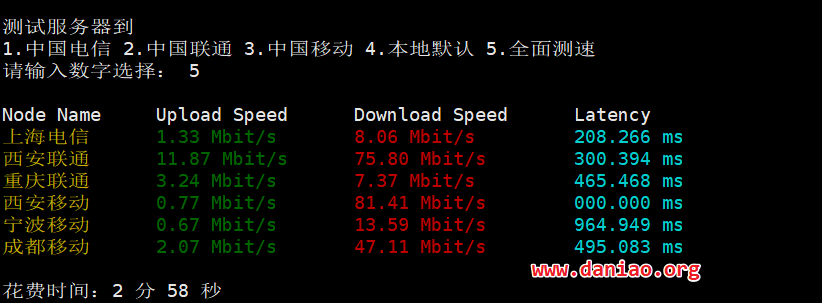 测试服务器到
1.中国电信 2.中国联通 3.中国移动 4.本地默认 5.全面测速
请输入数字选择： 5
Node Name Upload Speed Download Speed Latency
上海电信 1.33 Mbit/s 8.06 Mbit/s 208.266 ms
西安联通 11.87 Mbit/s 75.80 Mbit/s 300.394 ms
重庆联通 3.24 Mbit/s 7.37 Mbit/s 465.468 ms
西安移动 0.77 Mbit/s 81.41 Mbit/s 000.000 ms
宁波移动 0.67 Mbit/s 13.59 Mbit/s 964.949 ms
成都移动 2.07 Mbit/s 47.11 Mbit/s 495.083 ms
www.daniao.org
花费时间：2 分 58 秒